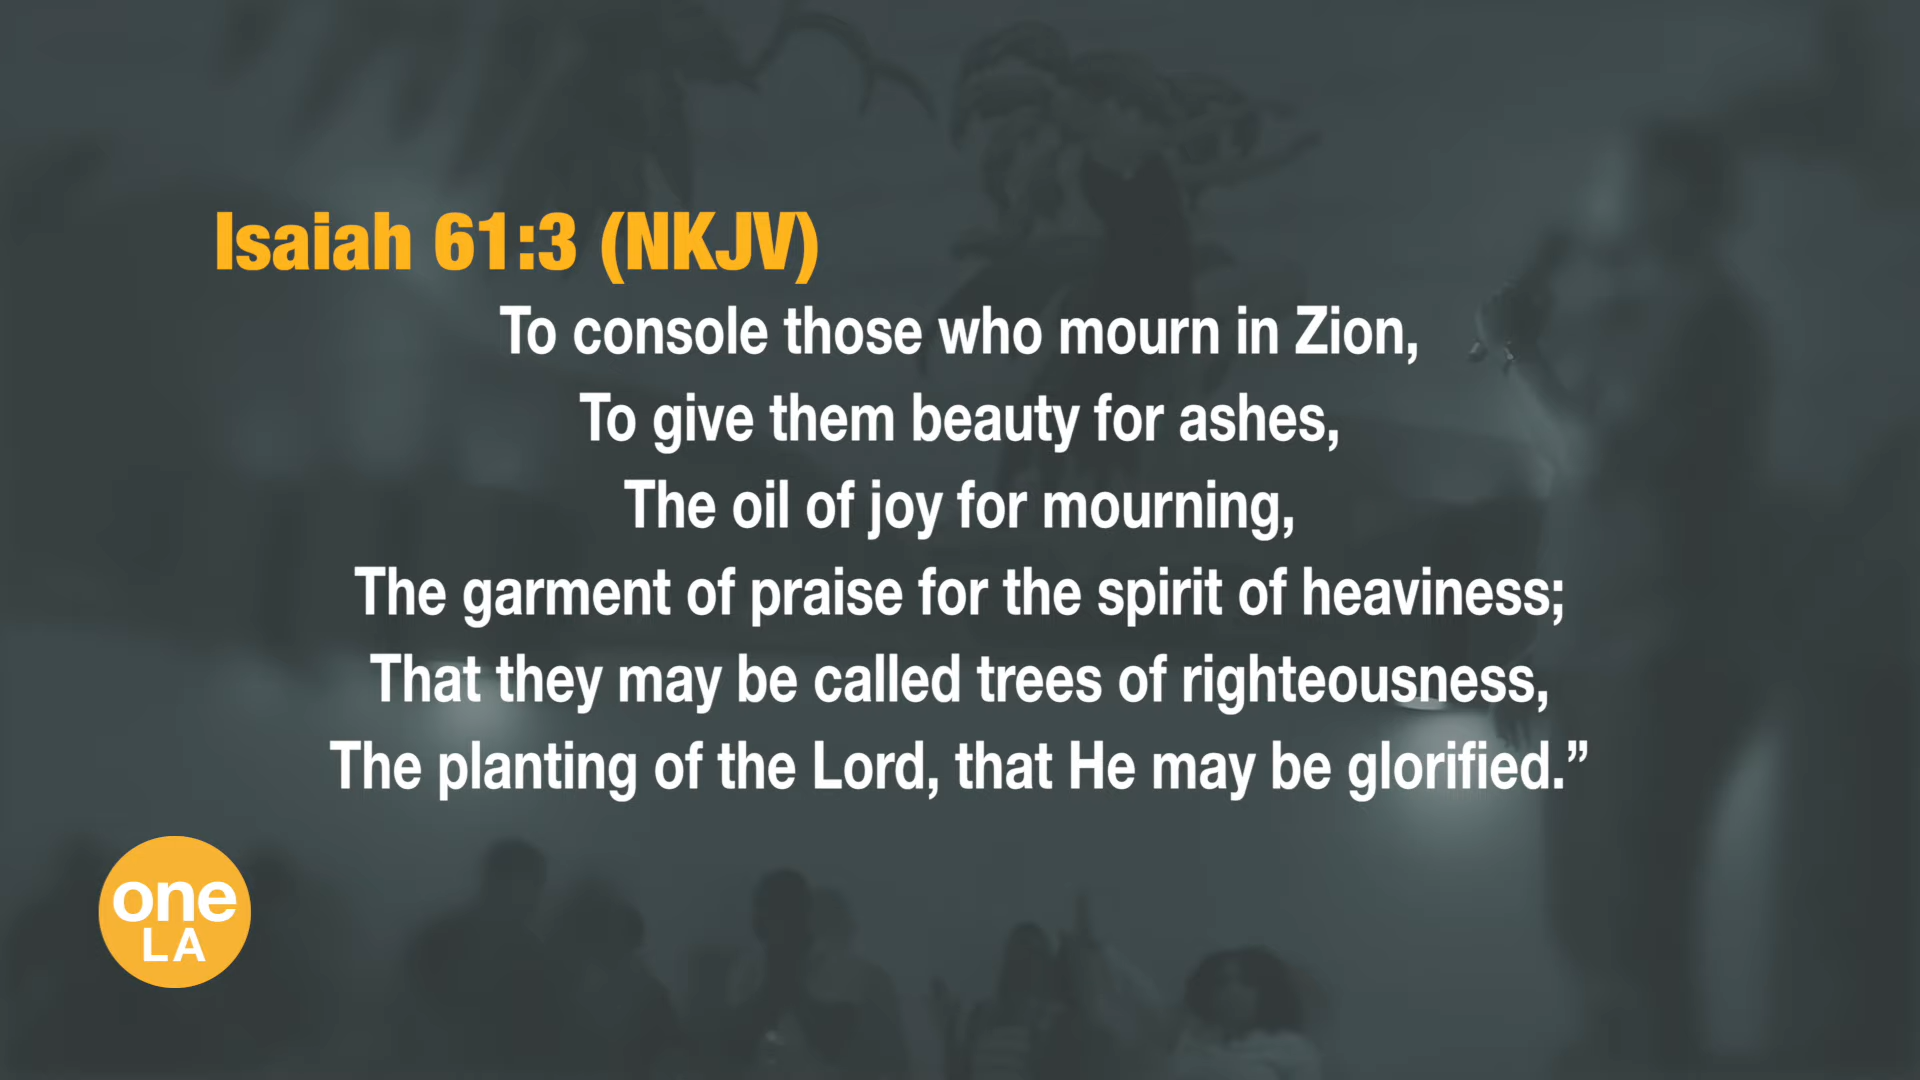 Isaiah 61:3 (NKJV)
To console those who mourn in Zion,
To give them beauty for ashes,
The oil of joy for mourning,
The garment of praise for the spirit of heaviness;
That they may be called trees of righteousness,
The planting of the Lord, that He may be glorified.”
one
LA